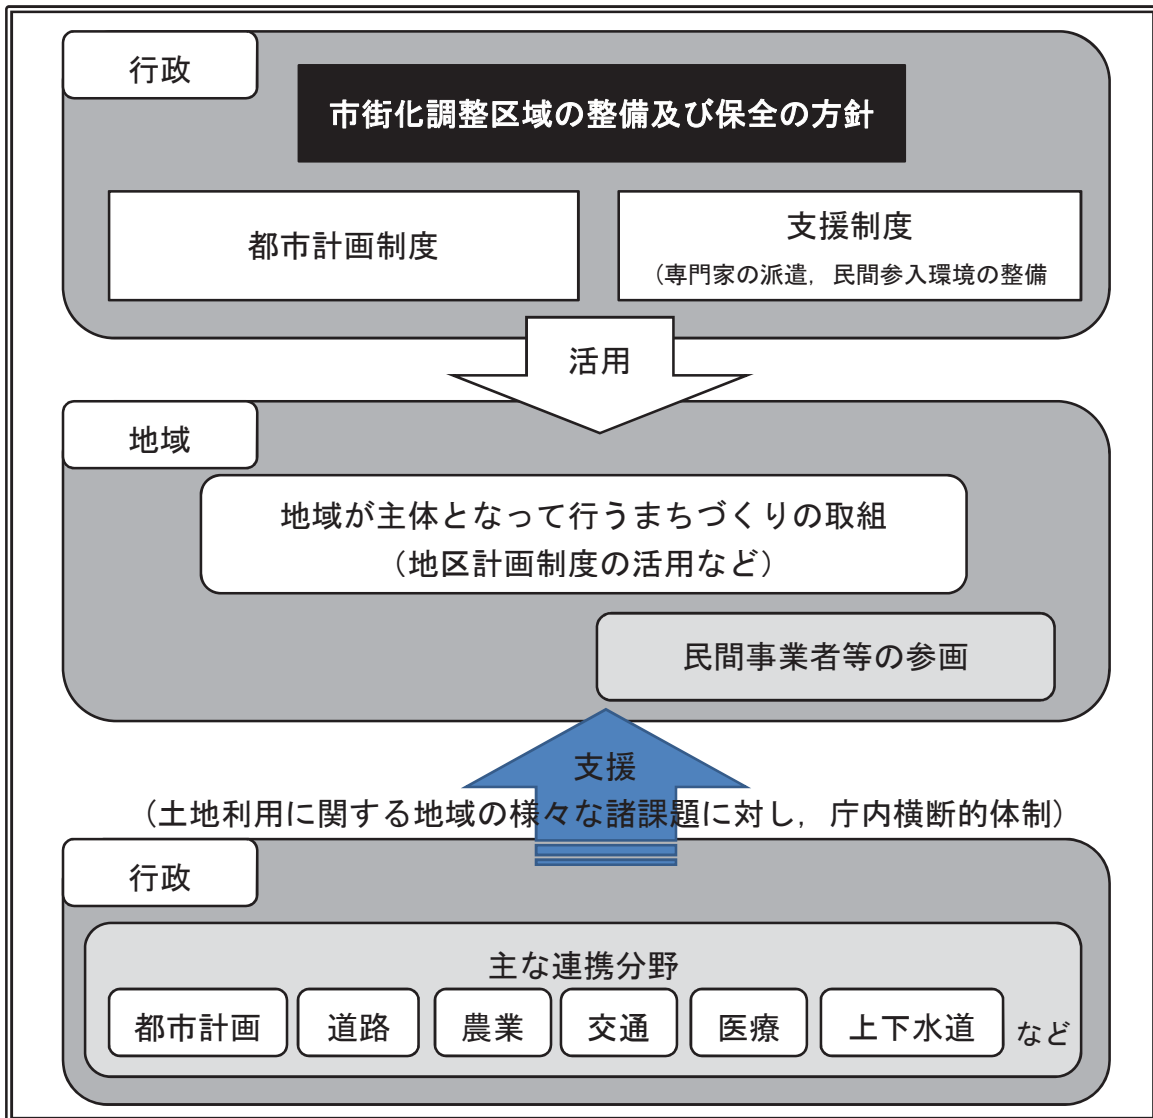 行政
市街化調整区域の整備及び保全の方針
都市計画制度
支援制度
（専門家の派遣，民間参入環境の整備
活用
地域
地域が主体となって行うまちづくりの取組
（地区計画制度の活用など）
民間事業者等の参画
支援
（土地利用に関する地域の様々な諸課題に対し，庁内横断的体制）
行政
主な連携分野
都市計画 道路 農業 交通 医療 上下水道 など